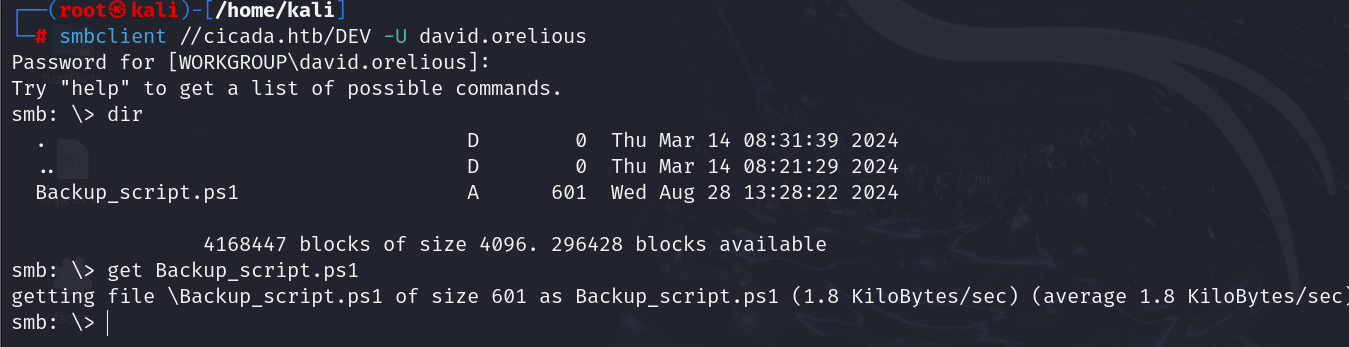 ┌──(root㉿kali)-[/home/kali]
└─# smbclient //cicada.htb/DEV -U david.orelious
Password for [WORKGROUP\david.orelious]:
Try "help" to get a list of possible commands.
smb: \> dir
  .                                   D        0  Thu Mar 14 08:31:39 2024
  ..                                  D        0  Thu Mar 14 08:21:29 2024
  Backup_script.ps1                   A      601  Wed Aug 28 13:28:22 2024
                4168447 blocks of size 4096. 296428 blocks available
smb: \> get Backup_script.ps1
getting file \Backup_script.ps1 of size 601 as Backup_script.ps1 (1.8 KiloBytes/sec) (average 1.8 KiloBytes/sec)
smb: \>